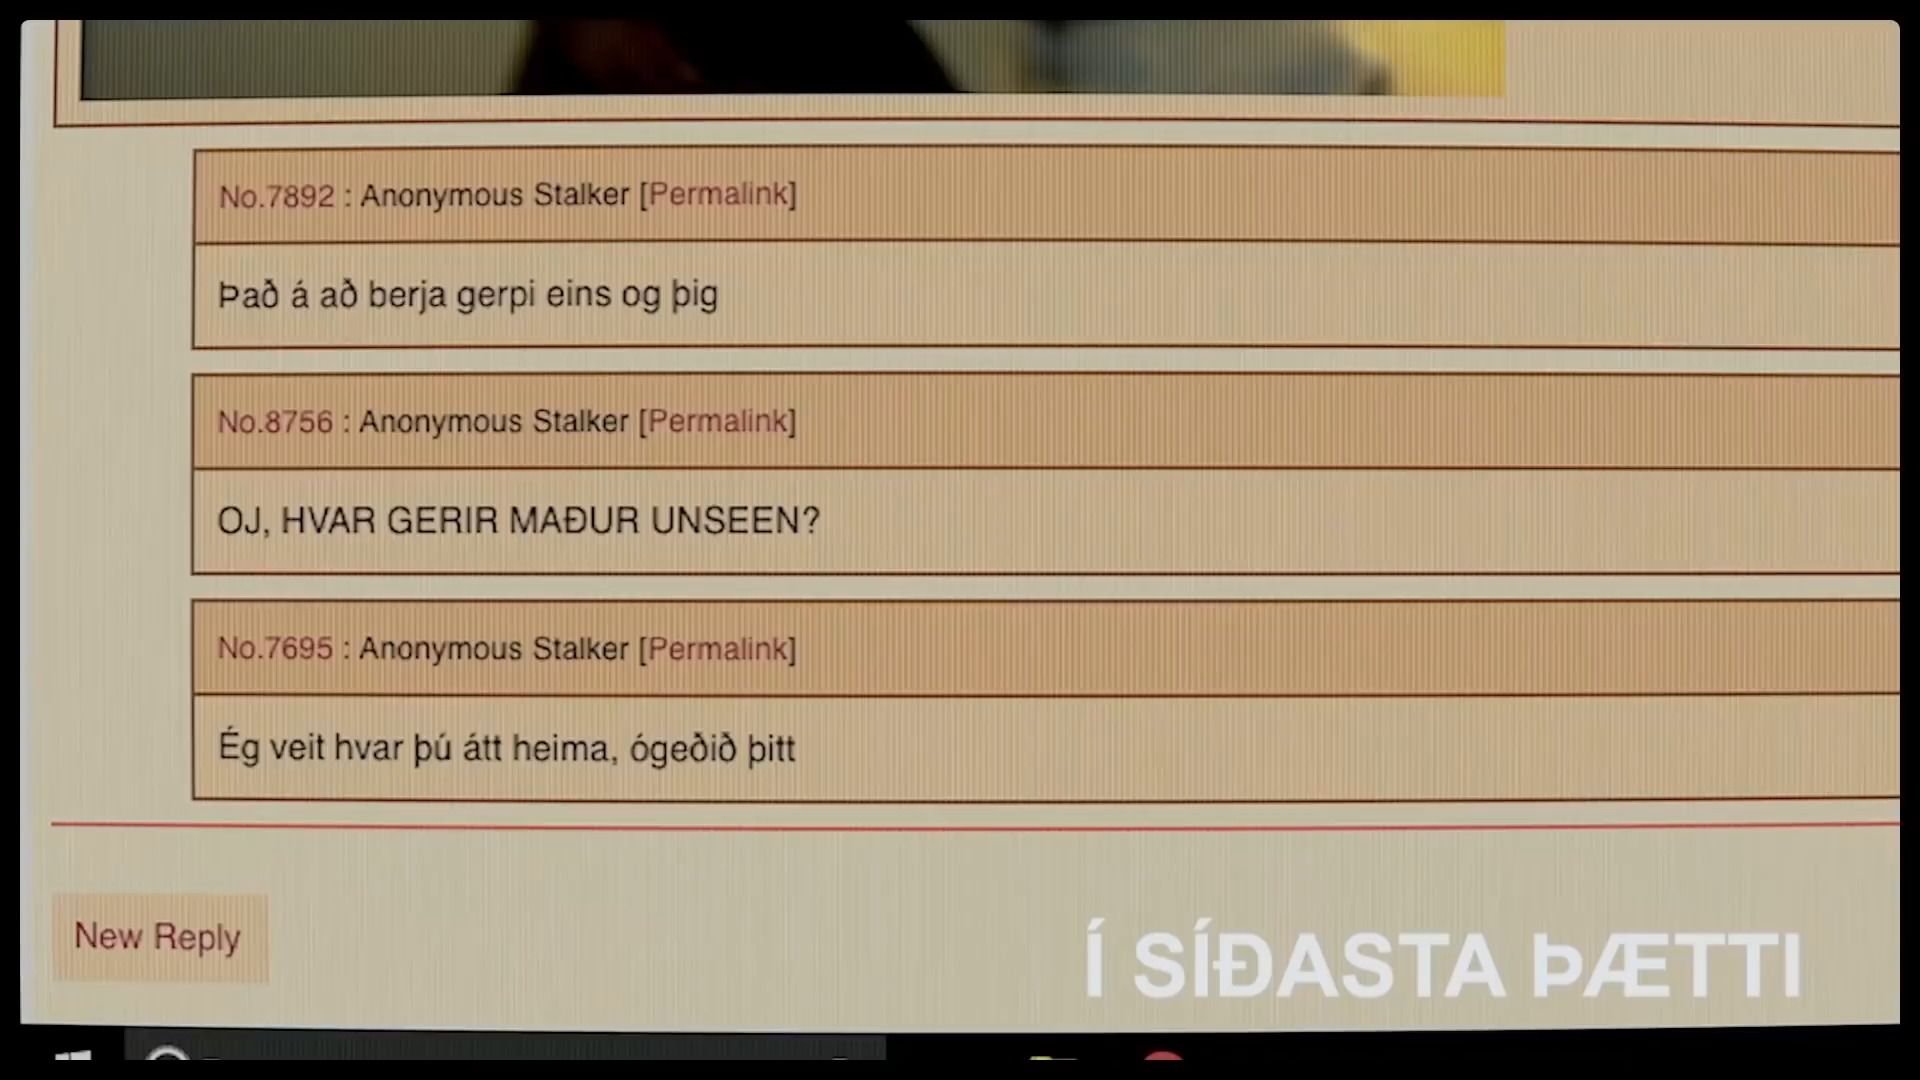 No.7892 : Anonymous Stalker [Permalink]
Það á að berja gerpi eins og þig
No.8756 : Anonymous Stalker [Permalink]
OJ, HVAR GERIR MAÐUR UNSEEN?
No.7695 : Anonymous Stalker [Permalink]
Ég veit hvar þú átt heima, ógeðið þitt
New Reply
Í SÍÐASTA ÞÆTTI